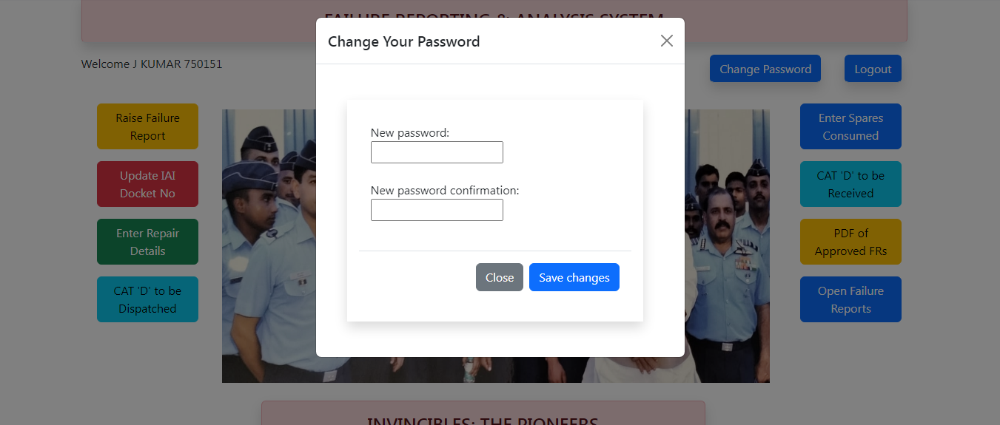 FAILURE REPORTING & ANALYSIS SYSTEM
Change Your Password
Welcome J KUMAR 750151
Change Password
Logout
Raise Failure
Report
Update IAI
Docket No
Enter Repair
Details
CAT 'D' to be
Dispatched
New password:
New password confirmation:
Close
Save changes
Enter Spares
Consumed
CAT 'D' to be
Received
PDF of
Approved FRs
Open Failure
Reports
INVINCIBLES: THE PIONEERS